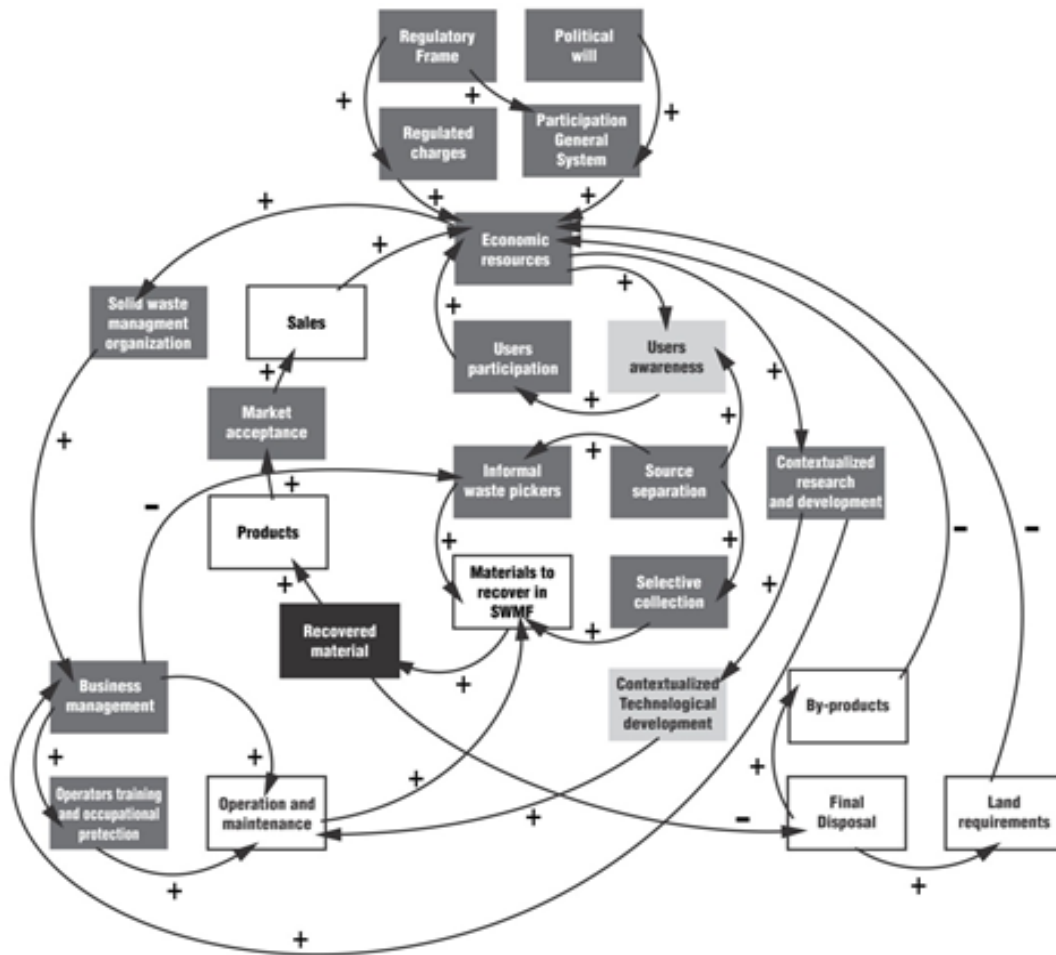 Regulatory
Frame
Political
will
+
+
+
Regulated
charges
Participation
General
System
+
+
+
+
Economic
resources
+
Solid waste
managment
organization
Sales
+
Users
participation
Users
awareness
+
+
Market
acceptance
+
+
+
+
Informal
waste pickers
Source
separation
Contextualized
research
and development
-
+
Products
-
-
+
+
+
Materials to
recover in
SWMF
Selective
collection
+
+
Recovered
material
+
Business
management
Contextualized
Technological
development
By-products
+
+
+
+
Operators training
and occupational
protection
Operation and
maintenance
+
-
Final
Disposal
Land
requirements
+
+
+